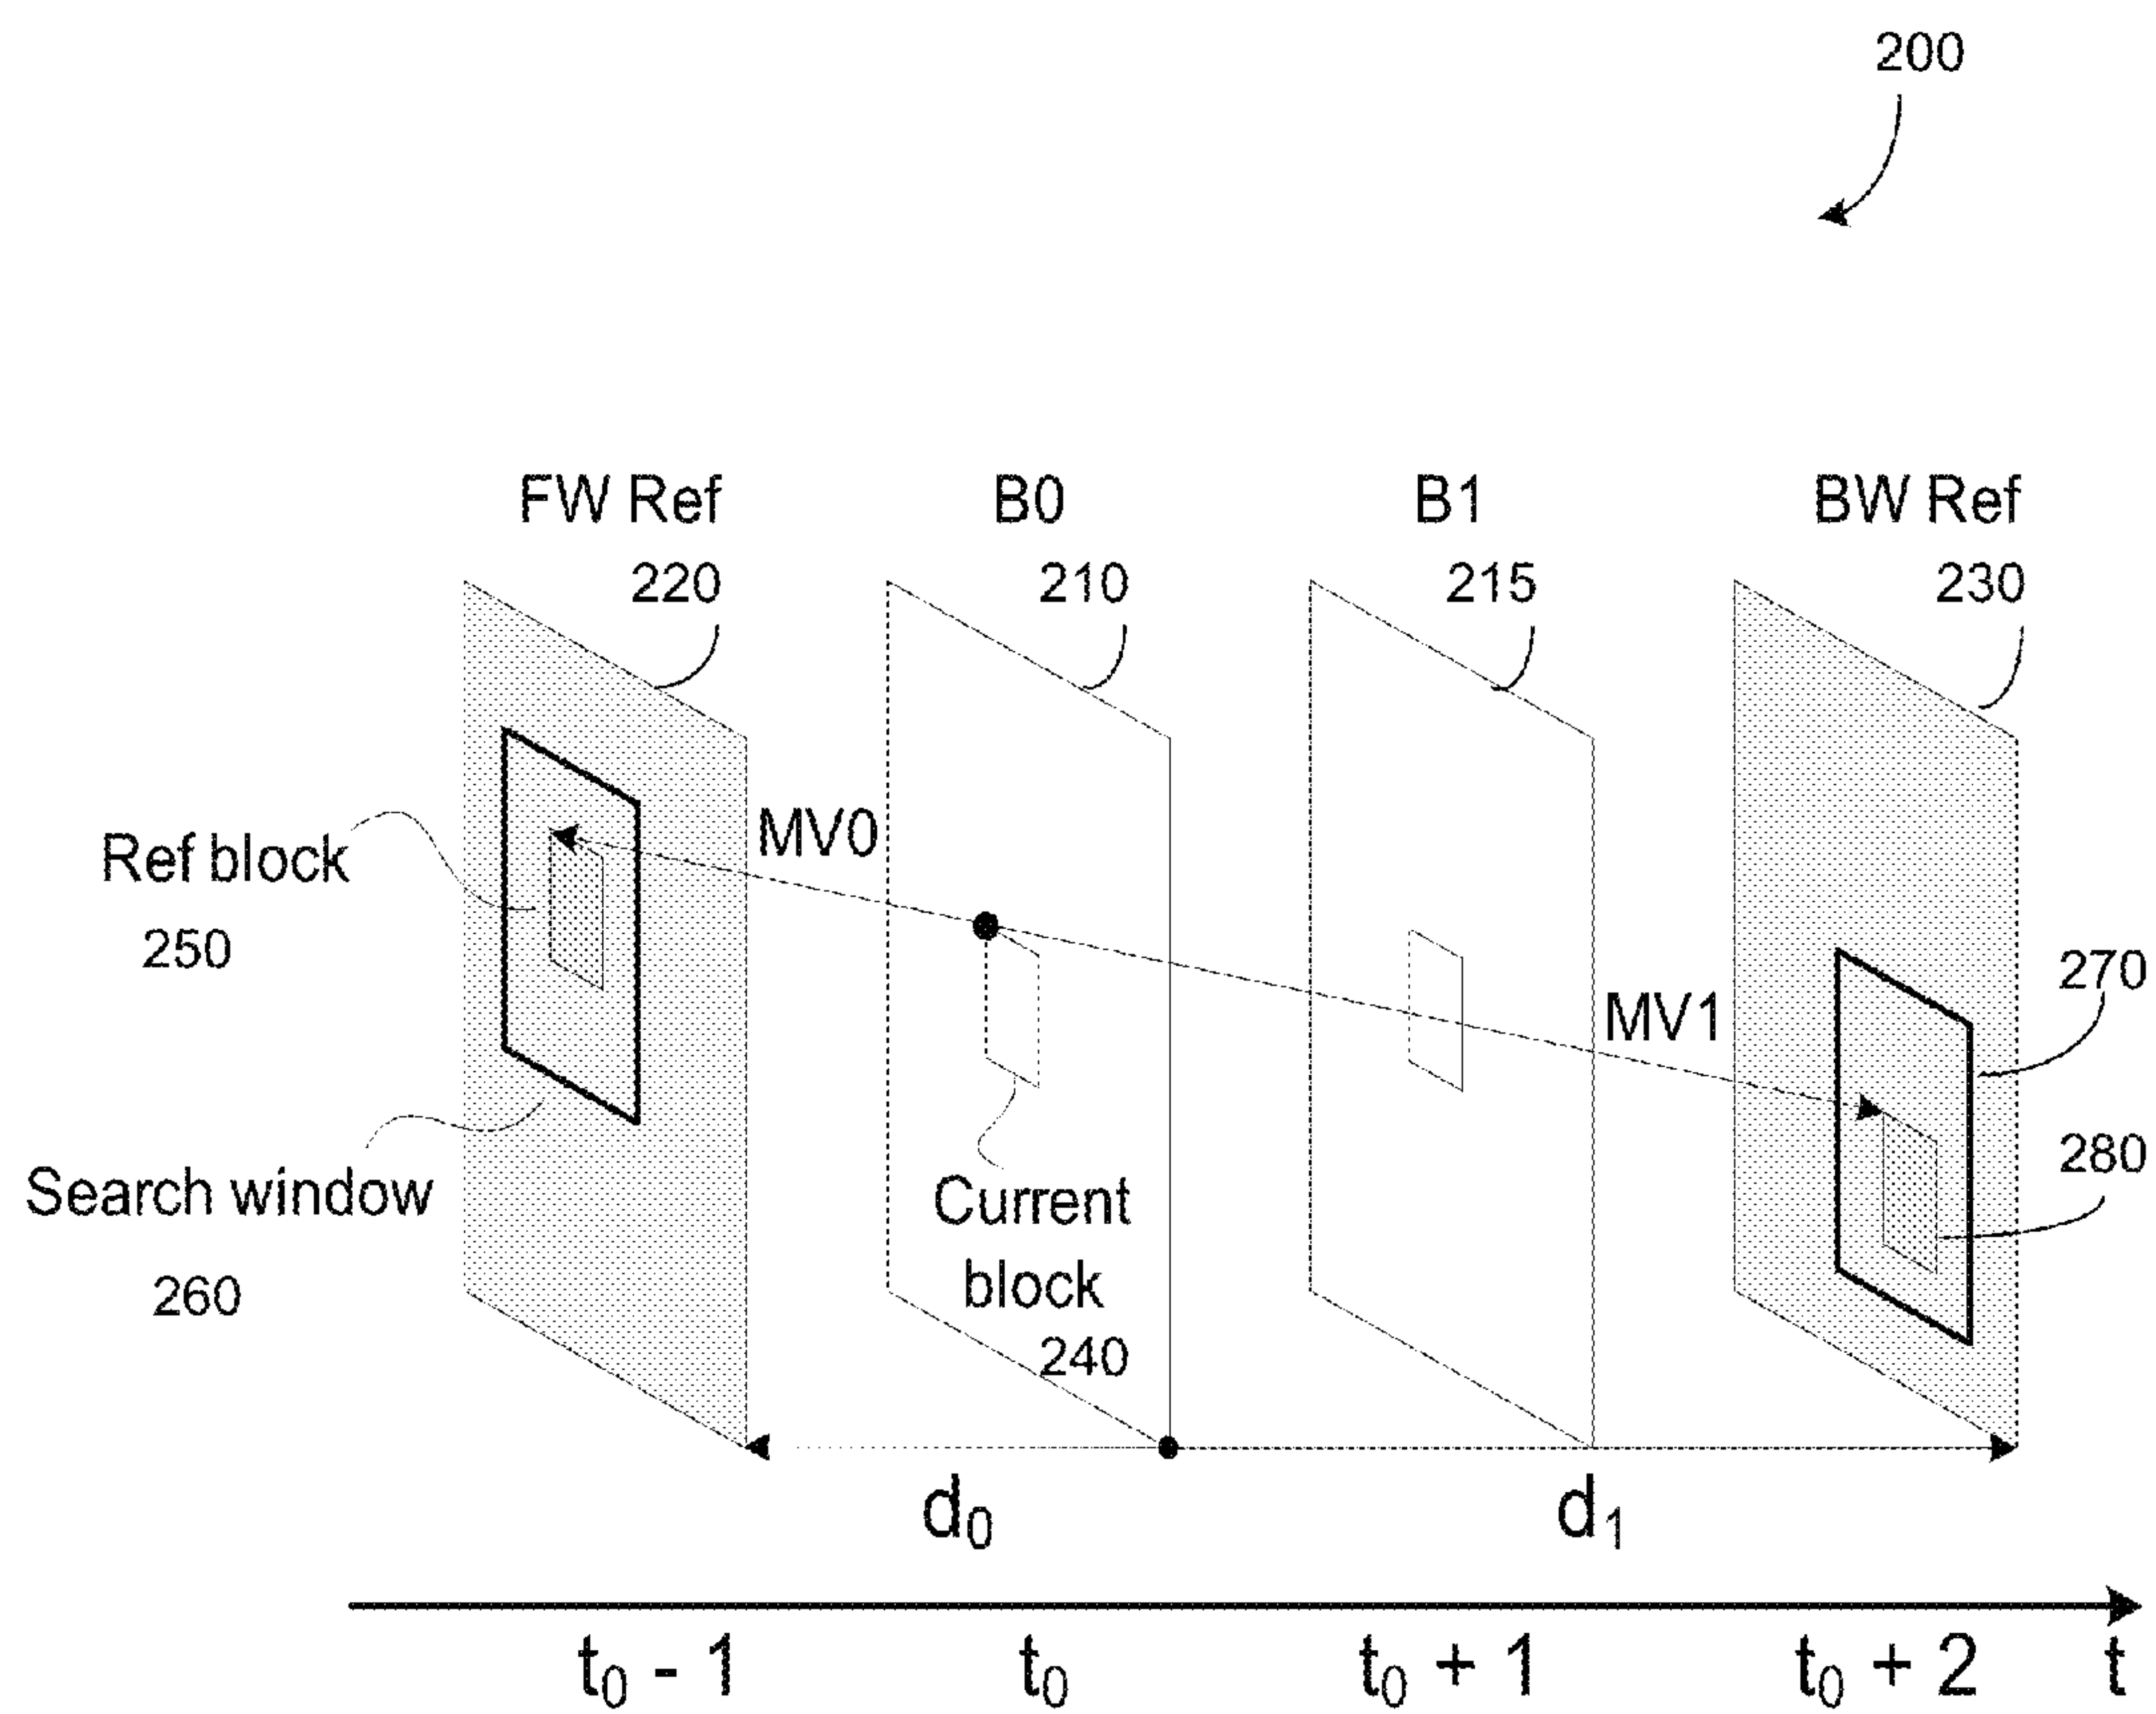 200
FW Ref B0 B1 BW Ref
220 210 215 230
MV0
Ref block
250
270
MV1
280
Search window
260
Current
block
240
d₀ d₁
t₀ - 1 t₀ t₀ + 1 t₀ + 2 t